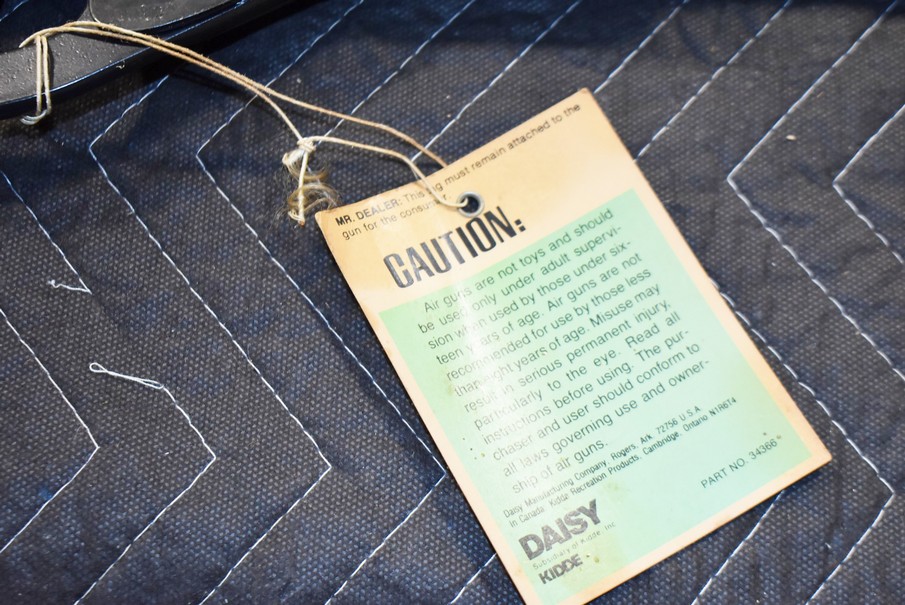 MR. DEALER: This tag must remain attached to the
gun for the consumer.
CAUTION:
Air guns are not toys and should
be used only under adult supervi-
sion when used by those under six-
teen years of age. Air guns are not
recommended for use by those less
than eight years of age. Misuse may
result in serious permanent injury,
particularly to the eye. Read all
instructions before using. The pur-
chaser and user should conform to
all laws governing use and owner-
ship of air guns.
Daisy Manufacturing Company, Rogers, Ark. 72756 U.S.A.
In Canada: Kidde Recreation Products, Cambridge, Ontario N1R6T4
PART NO. 34366
DAISY
Subsidiary of Kidde, Inc.
KIDDE